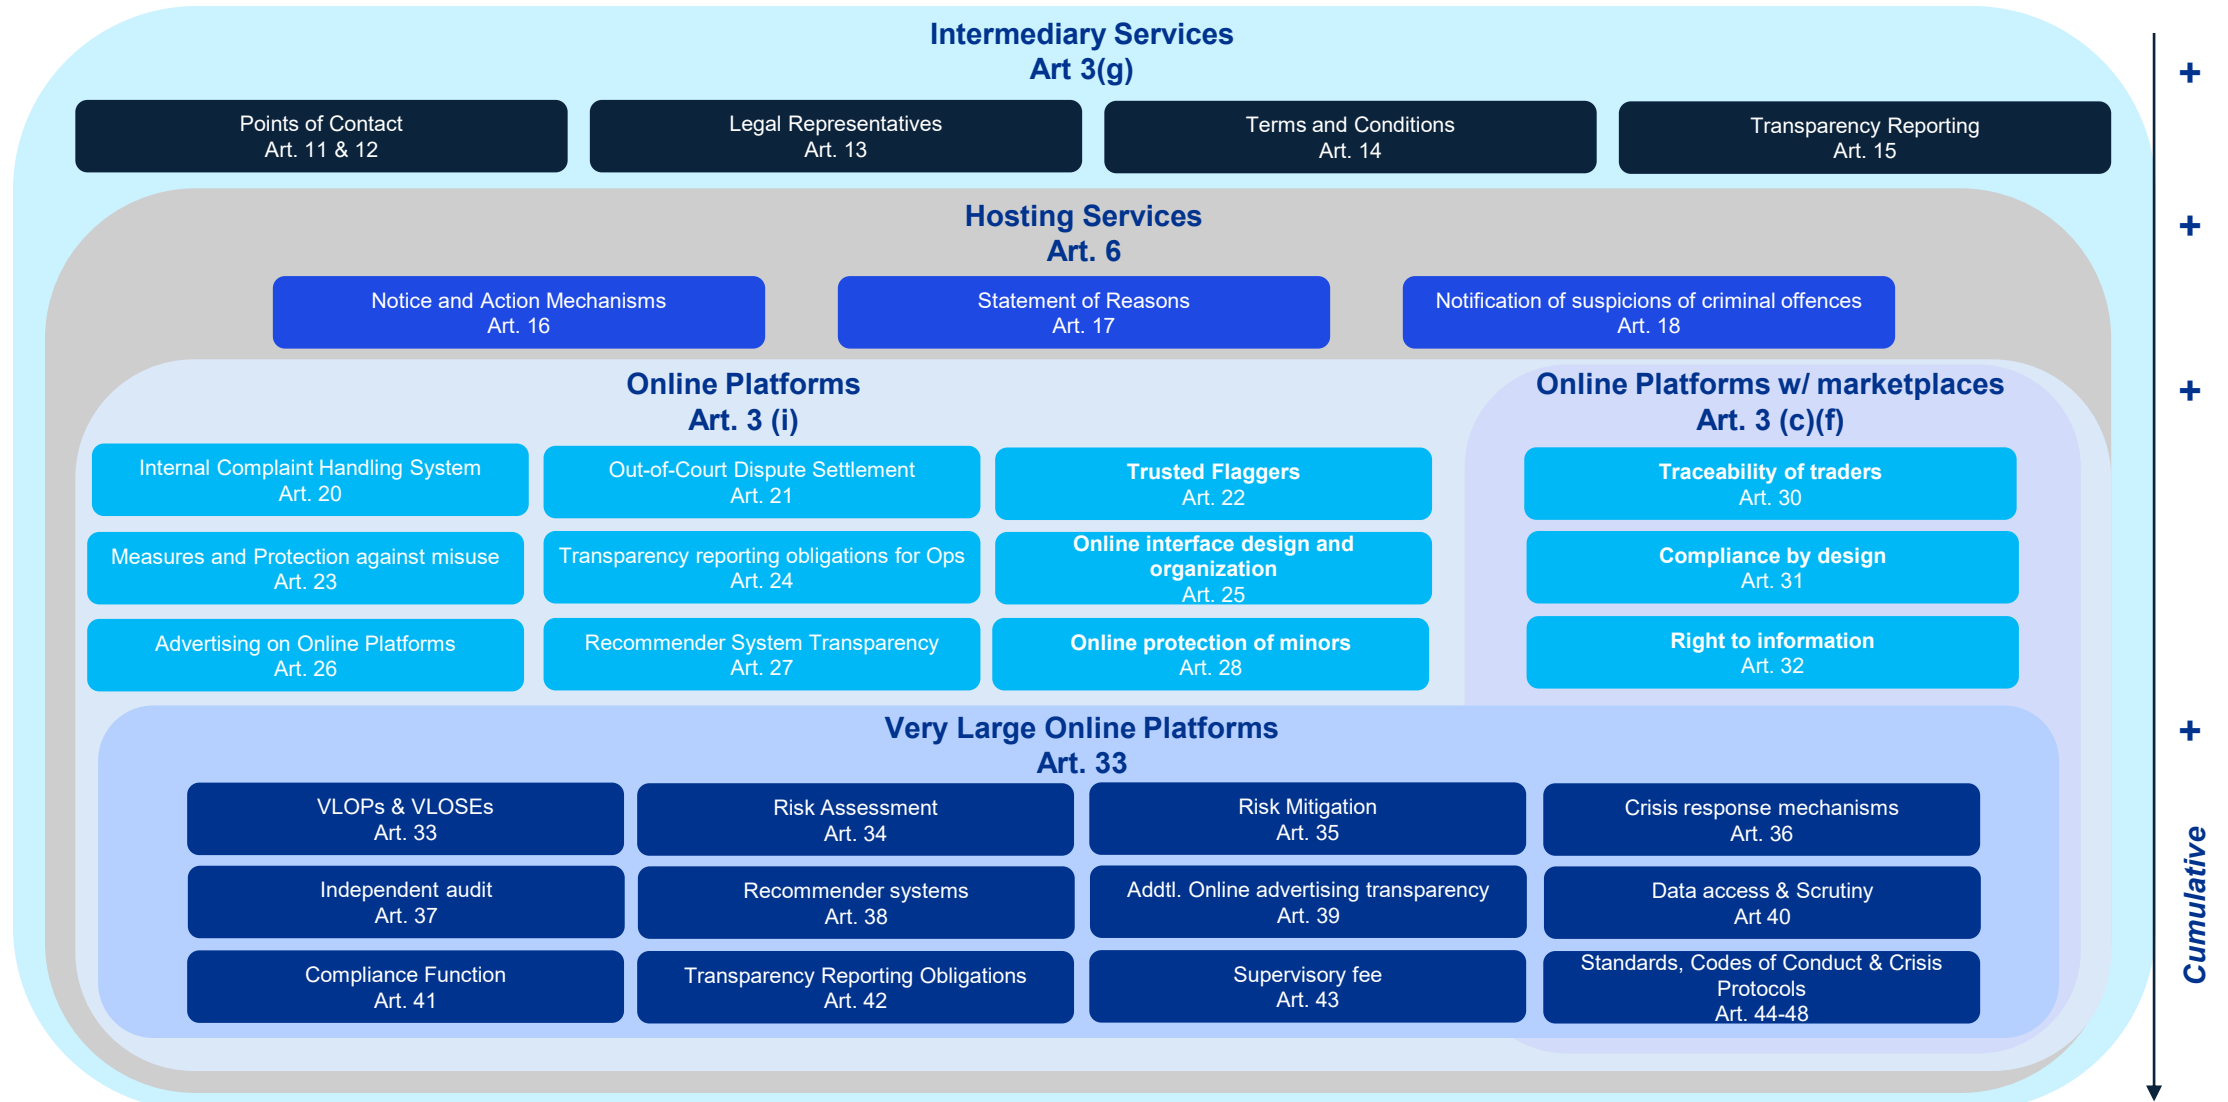 Intermediary Services
Art 3(g)
+
Points of Contact
Art. 11 & 12
Legal Representatives
Art. 13
Terms and Conditions
Art. 14
Transparency Reporting
Art. 15
Hosting Services
Art. 6
+
Notice and Action Mechanisms
Art. 16
Statement of Reasons
Art. 17
Notification of suspicions of criminal offences
Art. 18
Online Platforms
Art. 3 (i)
Online Platforms w/ marketplaces
Art. 3 (c)(f)
+
Internal Complaint Handling System
Art. 20
Out-of-Court Dispute Settlement
Art. 21
Trusted Flaggers
Art. 22
Traceability of traders
Art. 30
Measures and Protection against misuse
Art. 23
Transparency reporting obligations for Ops
Art. 24
Online interface design and
organization
Art. 25
Compliance by design
Art. 31
Advertising on Online Platforms
Art. 26
Recommender System Transparency
Art. 27
Online protection of minors
Art. 28
Right to information
Art. 32
Very Large Online Platforms
Art. 33
+
VLOPs & VLOSEs
Art. 33
Risk Assessment
Art. 34
Risk Mitigation
Art. 35
Crisis response mechanisms
Art. 36
Independent audit
Art. 37
Recommender systems
Art. 38
Addtl. Online advertising transparency
Art. 39
Data access & Scrutiny
Art 40
Compliance Function
Art. 41
Transparency Reporting Obligations
Art. 42
Supervisory fee
Art. 43
Standards, Codes of Conduct & Crisis
Protocols
Art. 44-48
Cumulative